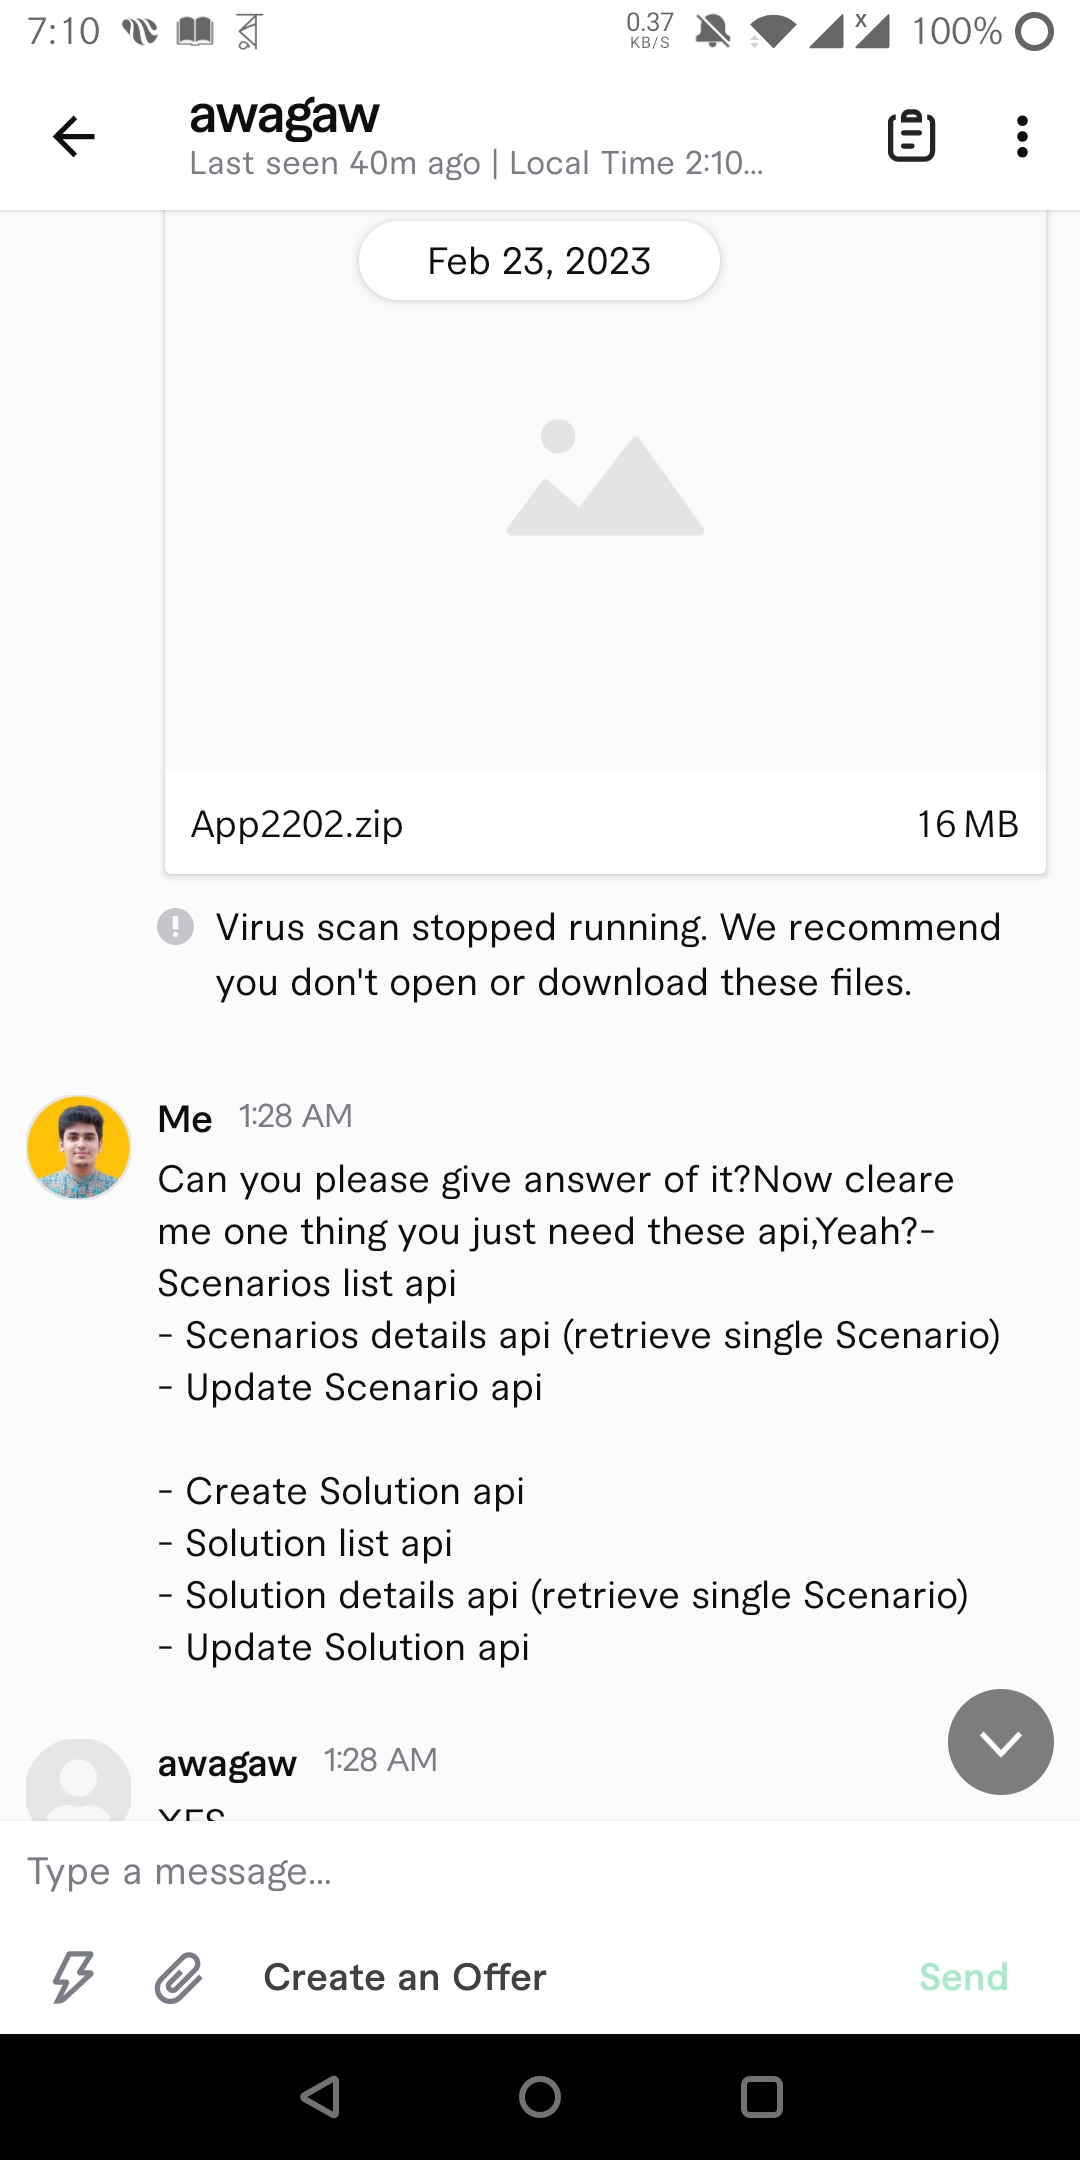 7:10
0.37
KB/S
x
100%
awagaw
Last seen 40m ago | Local Time 2:10...
Feb 23, 2023
App2202.zip
16 MB
Virus scan stopped running. We recommend
you don't open or download these files.
Me 1:28 AM
Can you please give answer of it?Now cleare
me one thing you just need these api,Yeah?-
Scenarios list api
- Scenarios details api (retrieve single Scenario)
- Update Scenario api
- Create Solution api
- Solution list api
- Solution details api (retrieve single Scenario)
- Update Solution api
awagaw 1:28 AM
YES
Type a message...
Create an Offer
Send